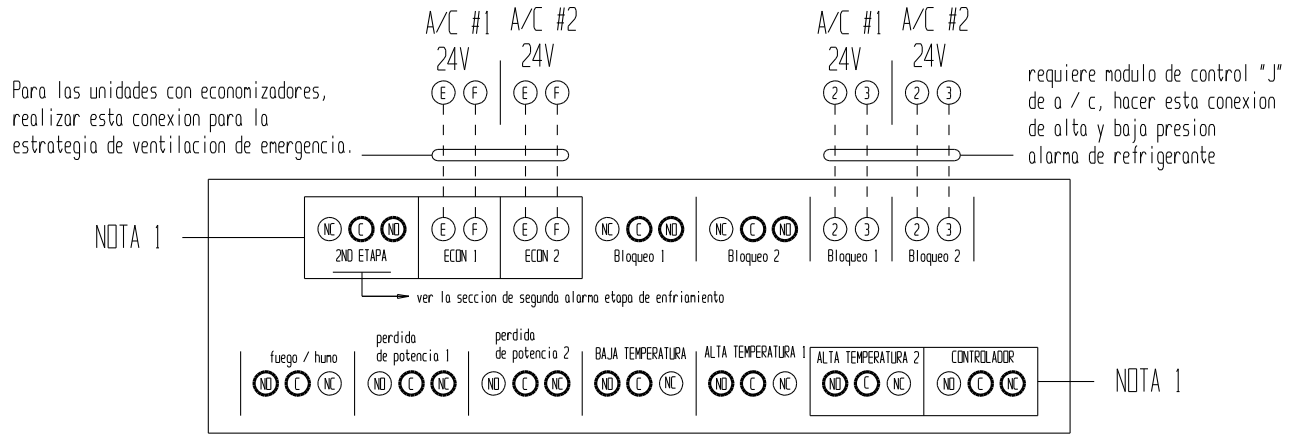 A/C #1 A/C #2
24V
E F E F
A/C #1 A/C #2
24V 24V
2 3 2 3
Para las unidades con economizadores,
realizar esta conexion para la
estrategia de ventilacion de emergencia.
requiere modulo de control "J"
de a / c, hacer esta conexion
de alta y baja presion
alarma de refrigerante
NOTA 1
NC C NO E F E F NC C NO NC C NO 2 3 2 3
2ND ETAPA ECON 1 ECON 2 Bloqueo 1 Bloqueo 2 Bloqueo 1 Bloqueo 2
ver la seccion de segunda alarma etapa de enfriamiento
fuego / humo
perdida
de potencia 1
perdida
de potencia 2
BAJA TEMPERATURA
ALTA TEMPERATURA 1
ALTA TEMPERATURA 2
CONTROLADOR
NO C NC NO C NC NO C NC NO C NC NO C NC NO C NC NO C NC
NOTA 1